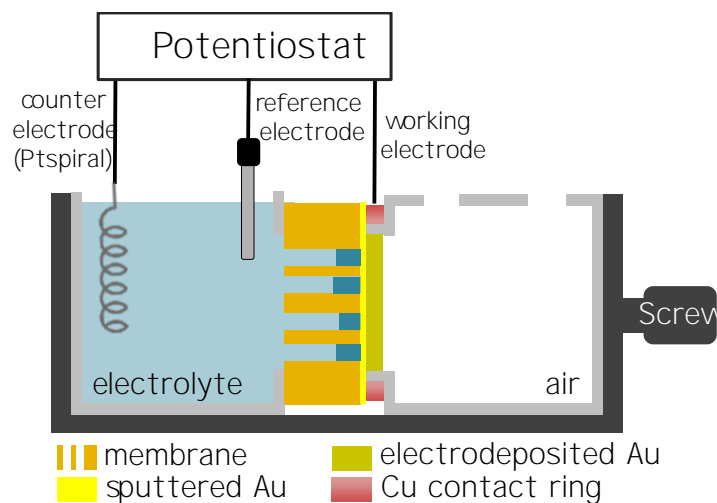 Potentiostat
counter
electrode
(Ptspiral)
reference
electrode
working
electrode
Screw
electrolyte
air
membrane
electrodeposited Au
sputtered Au
Cu contact ring